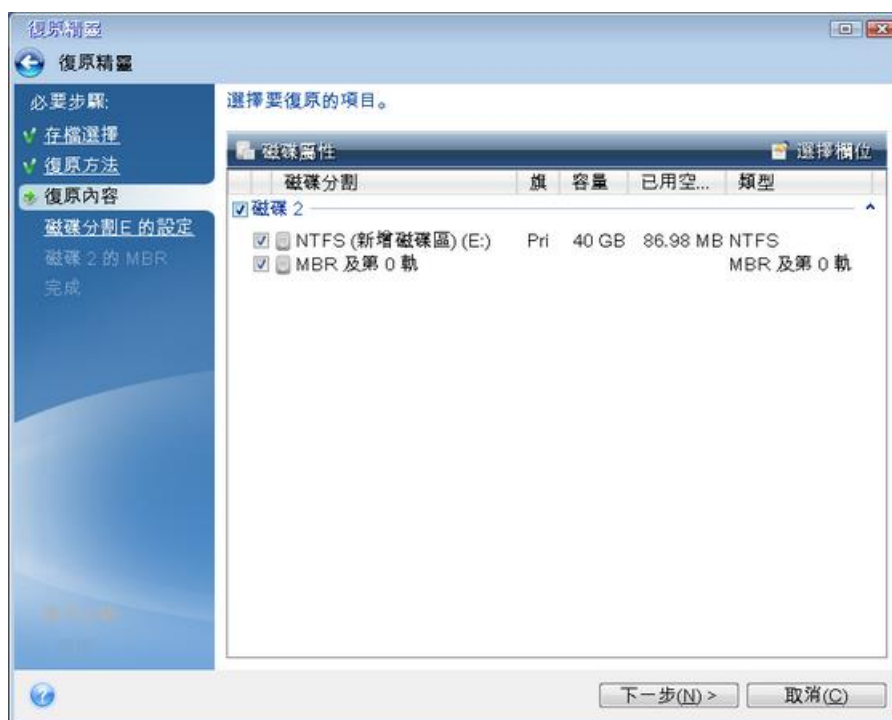 復原精靈
復原精靈
必要步驟:
存檔選擇
復原方法
復原內容
磁碟分割E 的設定
磁碟 2 的 MBR
完成
選擇要復原的項目。
磁碟屬性 選擇欄位
磁碟分割 旗 容量 已用空... 類型
磁碟 2
NTFS (新增磁碟區) (E:) Pri 40 GB 86.98 MB NTFS
MBR 及第 0 軌 MBR 及第 0 軌
下一步(N) > 取消(C)